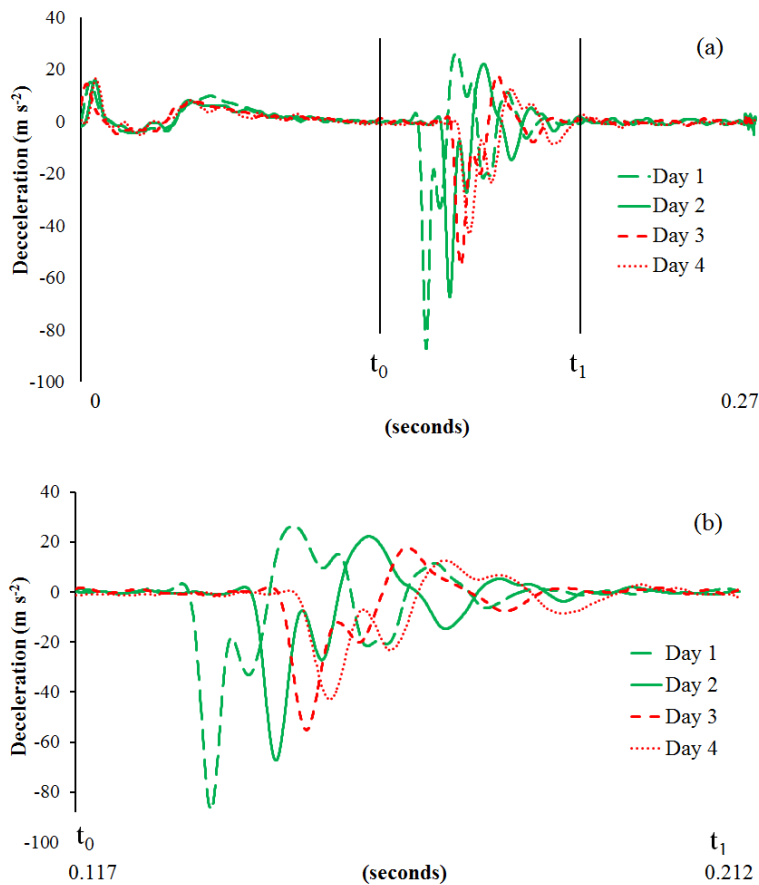 40
(a)
20
0
-20
-40
-60
-80
-100
Decceleration (m s-2)
Day 1
Day 2
Day 3
Day 4
t0
t1
0
0.27
(seconds)
40
(b)
20
0
-20
-40
-60
-80
-100
Deceleration (m s-2)
Day 1
Day 2
Day 3
Day 4
t0
t1
0.117
(seconds)
0.212